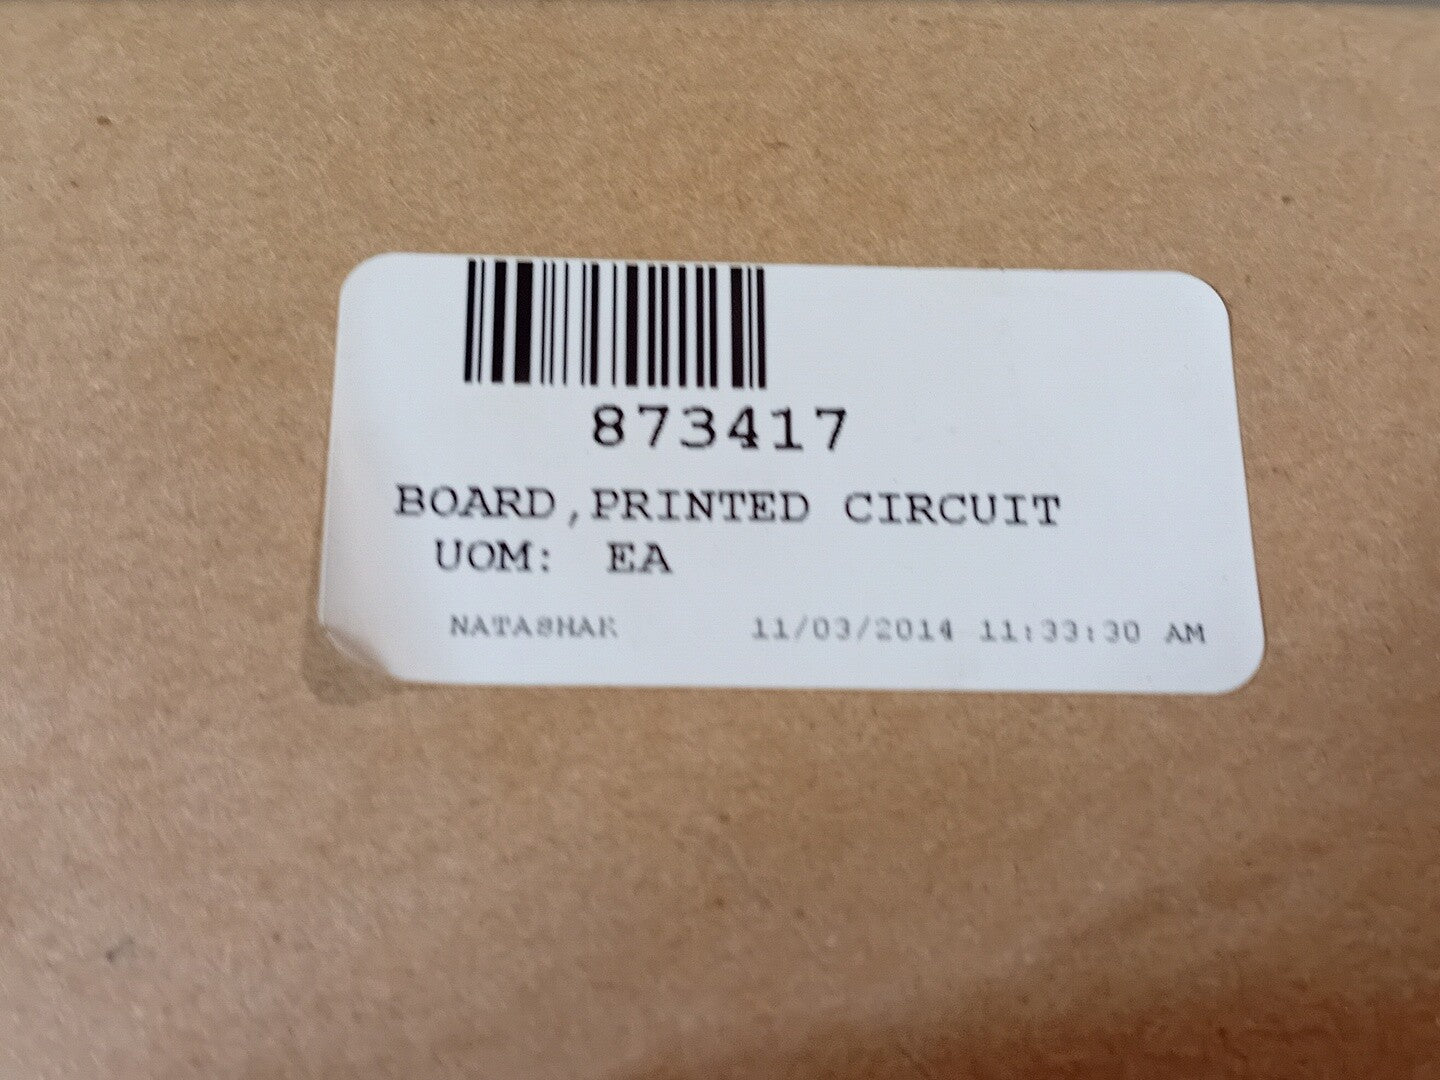 873417
BOARD,PRINTED CIRCUIT
UOM: EA
NATASHAK 11/03/2014 11:33:30 AM